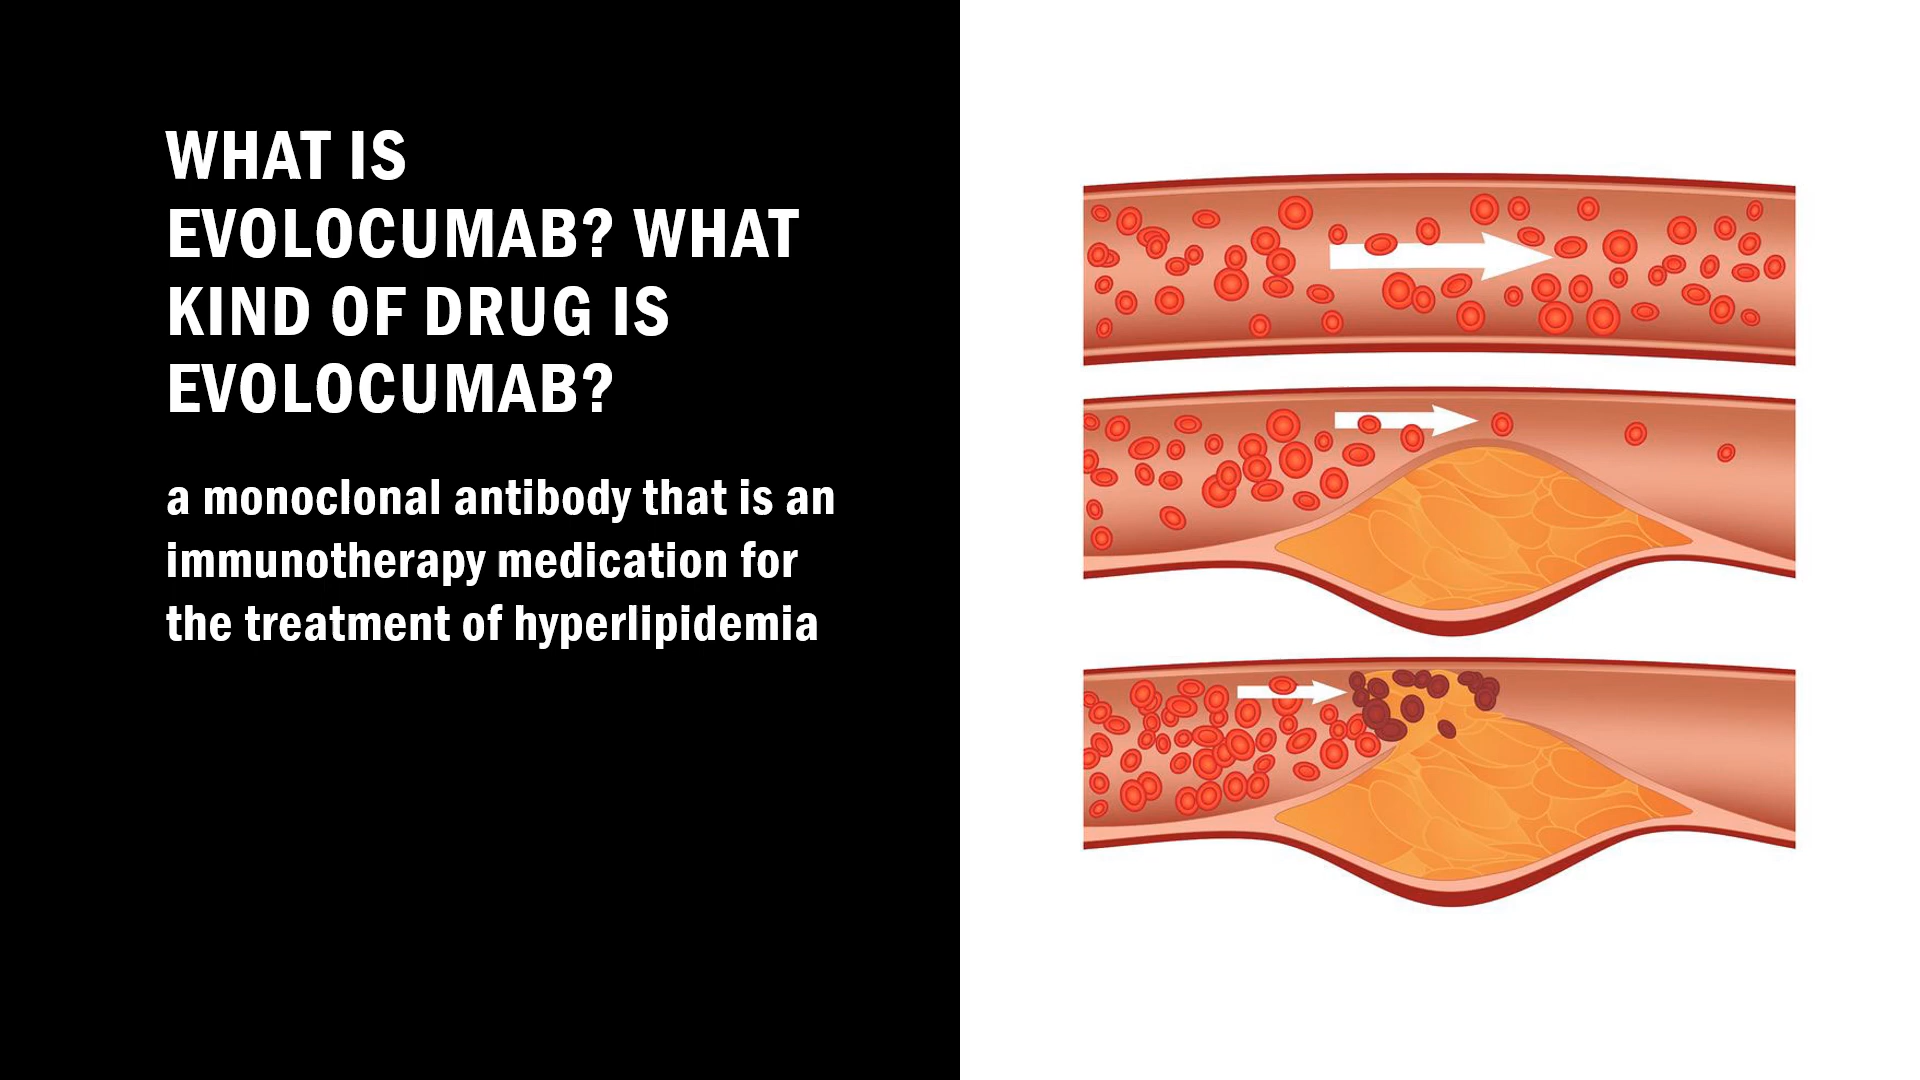 WHAT IS
EVOLOCUMAB? WHAT
KIND OF DRUG IS
EVOLOCUMAB?
a monoclonal antibody that is an
immunotherapy medication for
the treatment of hyperlipidemia